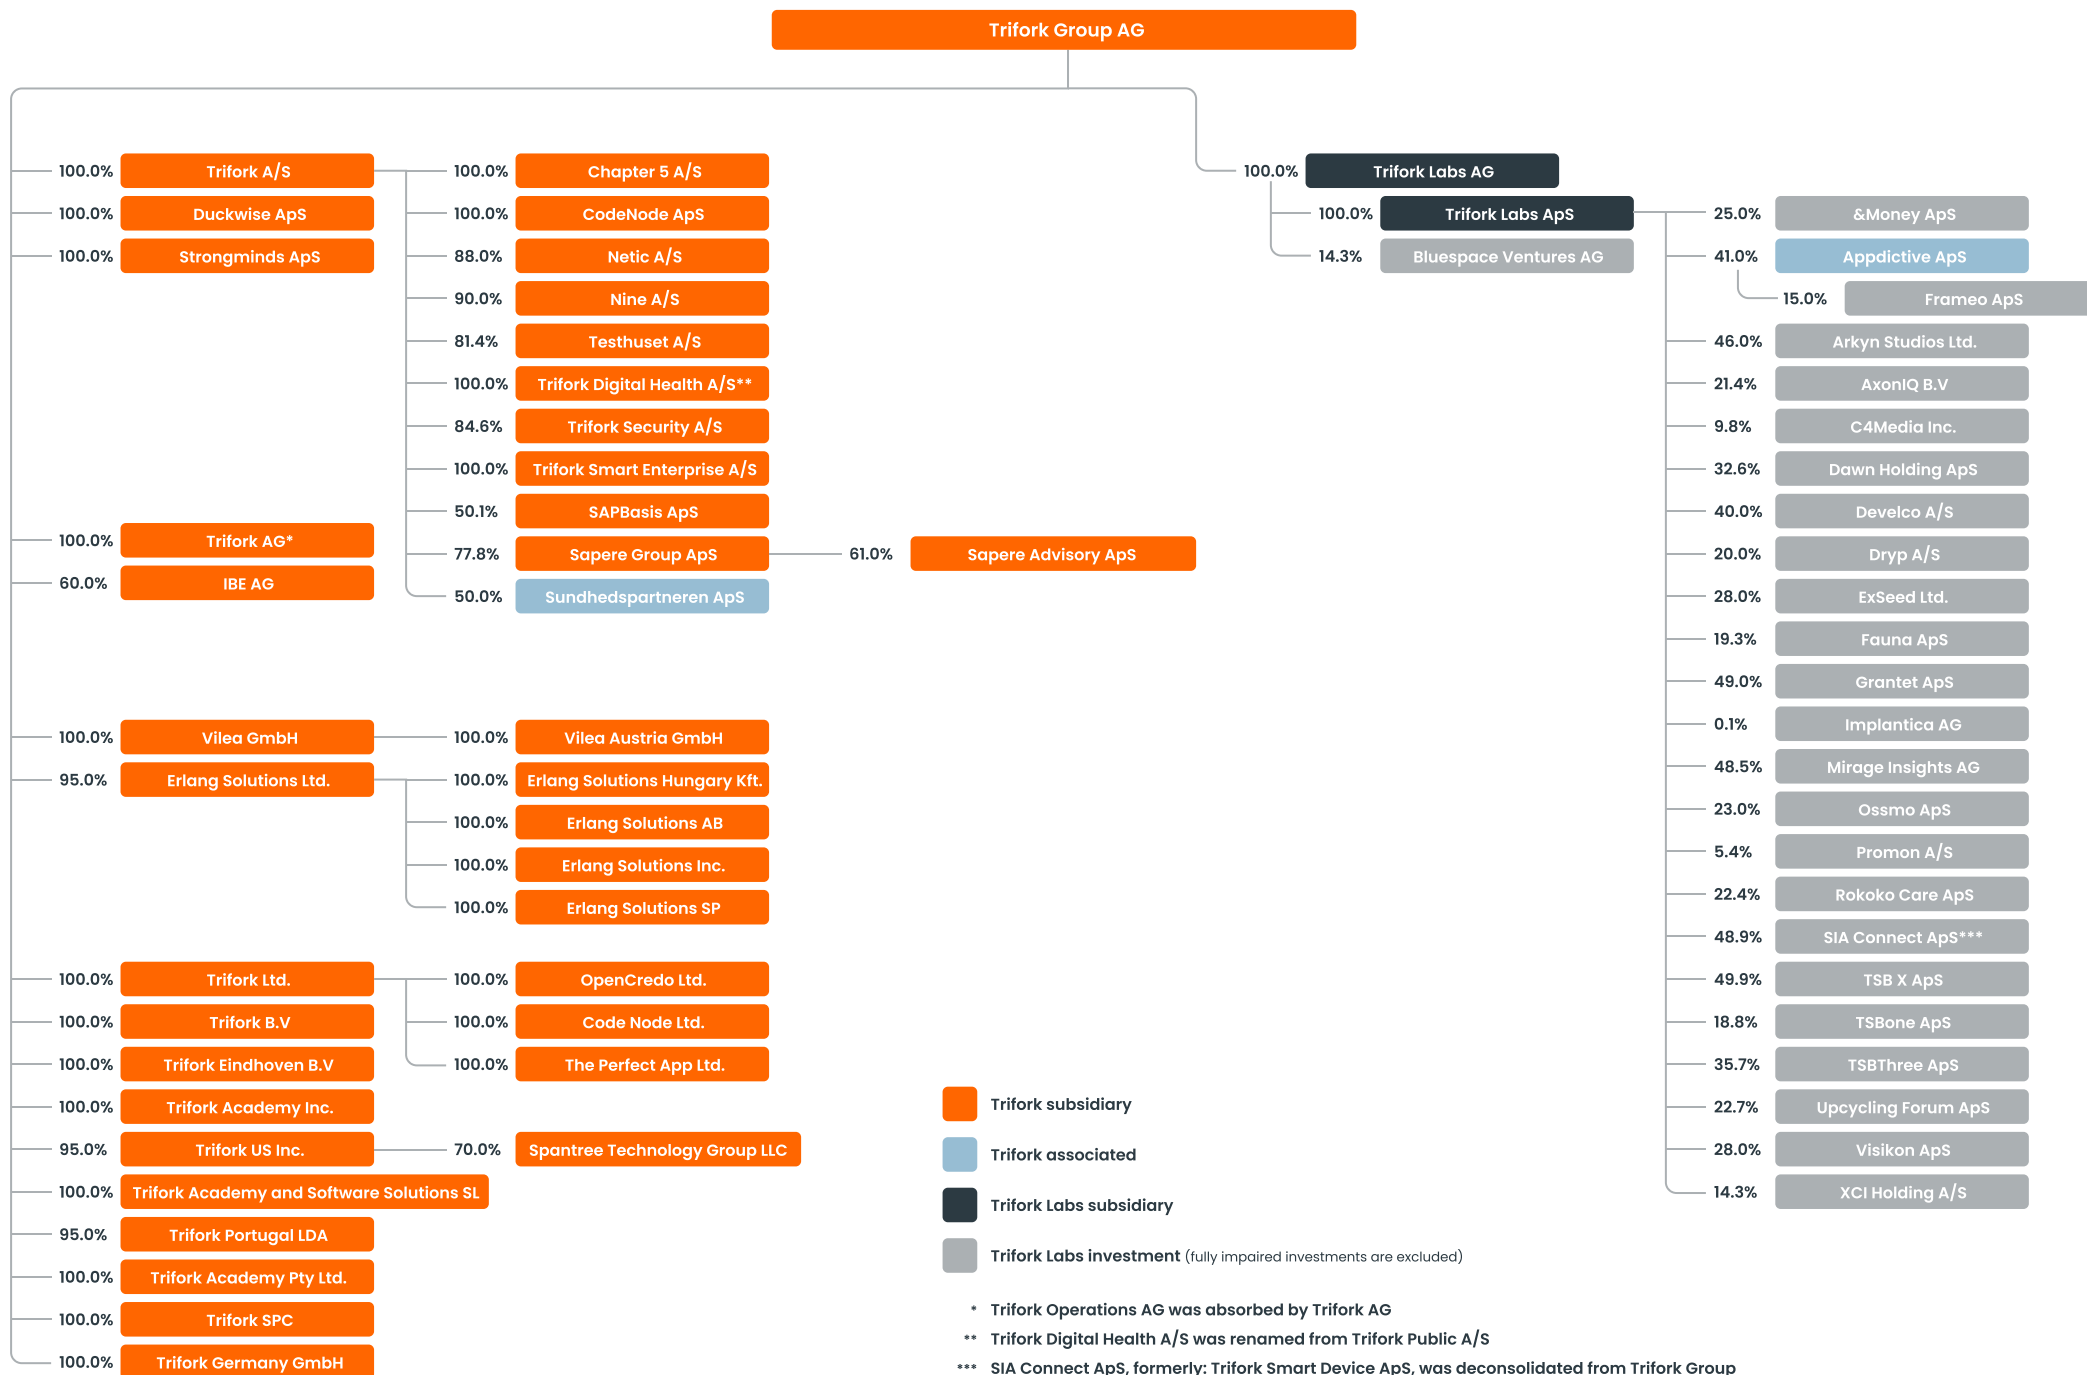 Trifork Group AG
100.0% Trifork A/S
100.0% Duckwise ApS
100.0% Strongminds ApS
100.0% Trifork AG*
60.0% IBE AG
100.0% Vilea GmbH
95.0% Erlang Solutions Ltd.
100.0% Trifork Ltd.
100.0% Trifork B.V
100.0% Trifork Eindhoven B.V
100.0% Trifork Academy Inc.
95.0% Trifork US Inc.
100.0% Trifork Academy and Software Solutions SL
95.0% Trifork Portugal LDA
100.0% Trifork Academy Pty Ltd.
100.0% Trifork SPC
100.0% Trifork Germany GmbH
100.0% Chapter 5 A/S
100.0% CodeNode ApS
88.0% Netic A/S
90.0% Nine A/S
81.4% Testhuset A/S
100.0% Trifork Digital Health A/S**
84.6% Trifork Security A/S
100.0% Trifork Smart Enterprise A/S
50.1% SAPBasis ApS
77.8% Sapere Group ApS
50.0% Sundhedspartneren ApS
61.0% Sapere Advisory ApS
100.0% Vilea Austria GmbH
100.0% Erlang Solutions Hungary Kft.
100.0% Erlang Solutions AB
100.0% Erlang Solutions Inc.
100.0% Erlang Solutions SP
100.0% OpenCredo Ltd.
100.0% Code Node Ltd.
100.0% The Perfect App Ltd.
70.0% Spantree Technology Group LLC
100.0% Trifork Labs AG
100.0% Trifork Labs ApS
14.3% Bluespace Ventures AG
25.0% &Money ApS
41.0% Appdictive ApS
15.0% Frameo ApS
46.0% Arkyn Studios Ltd.
21.4% AxonIQ B.V
9.8% C4Media Inc.
32.6% Dawn Holding ApS
40.0% Develco A/S
20.0% Dryp A/S
28.0% ExSeed Ltd.
19.3% Fauna ApS
49.0% Grantet ApS
0.1% Implantica AG
48.5% Mirage Insights AG
23.0% Ossmo ApS
5.4% Promon A/S
22.4% Rokoko Care ApS
48.9% SIA Connect ApS***
49.9% TSB X ApS
18.8% TSBone ApS
35.7% TSBThree ApS
22.7% Upcycling Forum ApS
28.0% Visikon ApS
14.3% XCI Holding A/S
Trifork subsidiary
Trifork associated
Trifork Labs subsidiary
Trifork Labs investment (fully impaired investments are excluded)
* Trifork Operations AG was absorbed by Trifork AG
** Trifork Digital Health A/S was renamed from Trifork Public A/S
*** SIA Connect ApS, formerly: Trifork Smart Device ApS, was deconsolidated from Trifork Group